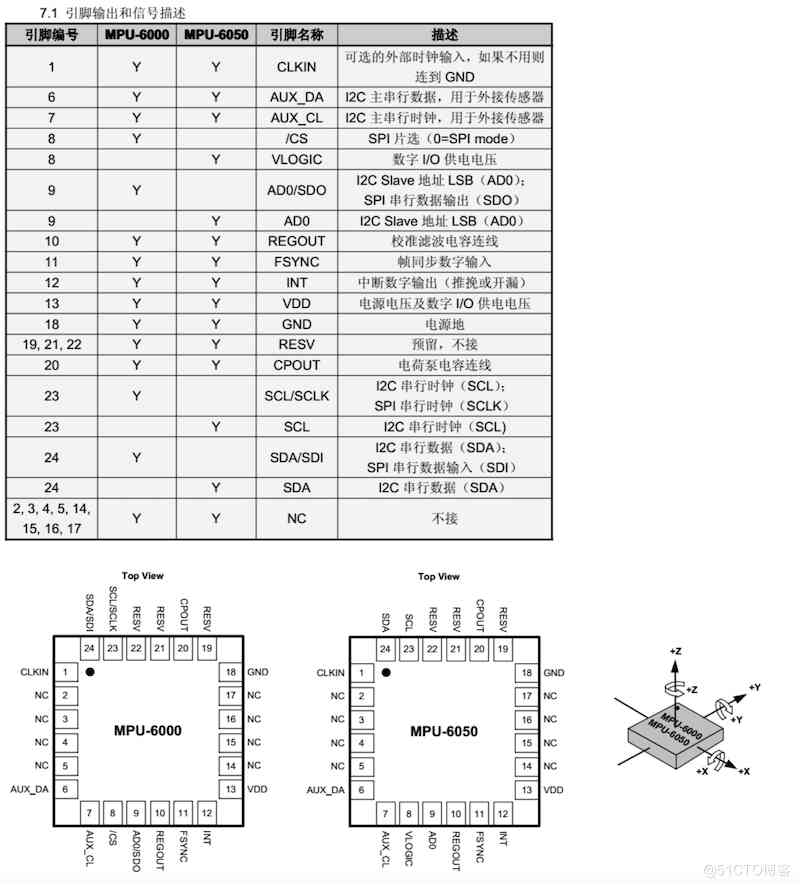 7.1 引脚输出和信号描述
引脚编号 MPU-6000 MPU-6050 引脚名称 描述
1 Y Y CLKIN 可选的外部时钟输入，如果不用则
连到 GND
6 Y Y AUX_DA I2C 主串行数据，用于外接传感器
7 Y Y AUX_CL I2C 主串行时钟，用于外接传感器
8 Y /CS SPI 片选（0=SPI mode）
8 Y VLOGIC 数字 I/O 供电电压
9 Y AD0/SDO I2C Slave 地址 LSB（AD0）；
SPI 串行数据输出（SDO）
9 Y AD0 I2C Slave 地址 LSB（AD0）
10 Y Y REGOUT 校准滤波电容连线
11 Y Y FSYNC 帧同步数字输入
12 Y Y INT 中断数字输出（推挽或开漏）
13 Y Y VDD 电源电压及数字 I/O 供电电压
18 Y Y GND 电源地
19, 21, 22 Y Y RESV 预留，不接
20 Y Y CPOUT 电荷泵电容连线
23 Y SCL/SCLK I2C 串行时钟（SCL）；
SPI 串行时钟（SCLK）
23 Y SCL I2C 串行时钟（SCL）
24 Y SDA/SDI I2C 串行数据（SDA）；
SPI 串行数据输入（SDI）
24 Y SDA I2C 串行数据（SDA）
2, 3, 4, 5, 14,
15, 16, 17 Y Y NC 不接
Top View
SDA/SDI SCL/SCLK RESV RESV CPOUT RESV
24 23 22 21 20 19
CLKIN 1 18 GND
NC 2 17 NC
NC 3 16 NC
MPU-6000
NC 4 15 NC
NC 5 14 NC
AUX_DA 6 13 VDD
7 8 9 10 11 12
AUX_CL /CS AD0/SDO REGOUT FSYNC INT
Top View
SDA SCL RESV RESV CPOUT RESV
24 23 22 21 20 19
CLKIN 1 18 GND
NC 2 17 NC
NC 3 16 NC
MPU-6050
NC 4 15 NC
NC 5 14 NC
AUX_DA 6 13 VDD
7 8 9 10 11 12
AUX_CL VLOGIC AD0 REGOUT FSYNC INT
+Z
+Z
+Y
+Y
MPU-6000
MPU-6050
+X
+X
@51CTO博客